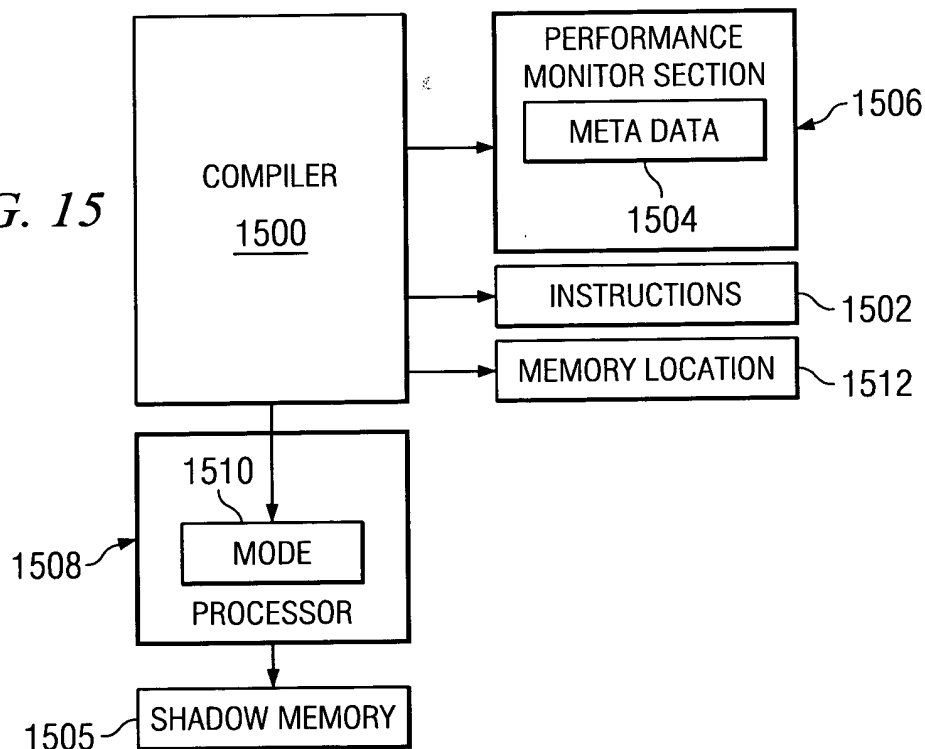 PERFORMANCE
MONITOR SECTION
META DATA
1504
1506
COMPILER
1500
G. 15
INSTRUCTIONS
1502
MEMORY LOCATION
1512
1510
MODE
1508
PROCESSOR
SHADOW MEMORY
1505